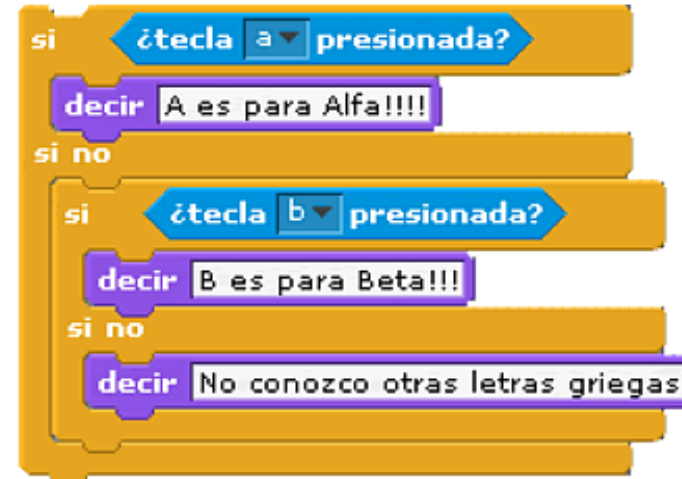 si ¿tecla a presionada?
decir A es para Alfa!!!!
si no
si ¿tecla b presionada?
decir B es para Beta!!!
si no
decir No conozco otras letras griegas